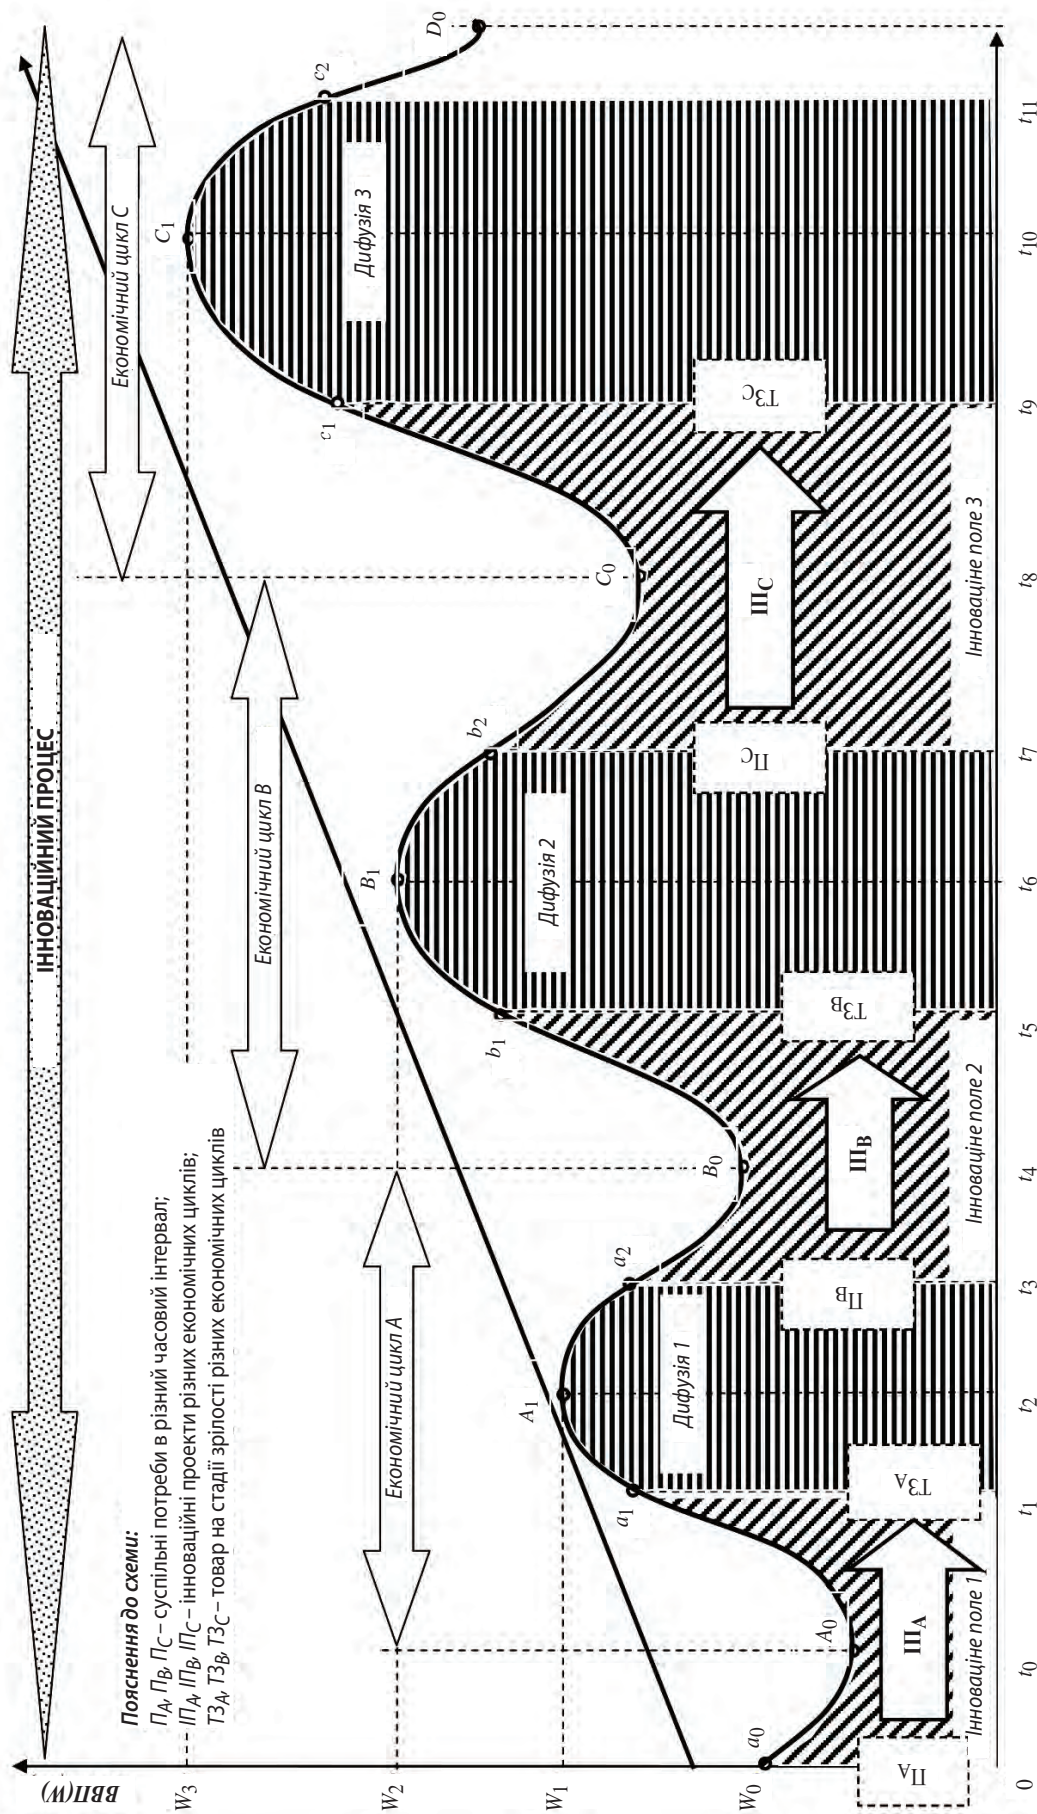 ІННОВАЦІЙНИЙ ПРОЦЕС
ВВП(W)
Пояснення до схеми:
П_A, П_B, П_C – суспільні потреби в різний часовий інтервал;
ІП_A, ІП_B, ІП_C – інноваційні проекти різних економічних циклів;
ТЗ_A, ТЗ_B, ТЗ_C – товар на стадії зрілості різних економічних циклів
Економічний цикл C
Економічний цикл B
Економічний цикл A
W3
W2
W1
W0
a0
A0
a1
A1
a2
B0
b1
B1
b2
C0
c1
C1
c2
D0
Дифузія 1
Дифузія 2
Дифузія 3
П_A
ІП_A
ТЗ_A
П_B
ІП_B
ТЗ_B
П_C
ІП_C
ТЗ_C
Інноваціне поле 1
Інноваціне поле 2
Інноваціне поле 3
0
t0
t1
t2
t3
t4
t5
t6
t7
t8
t9
t10
t11